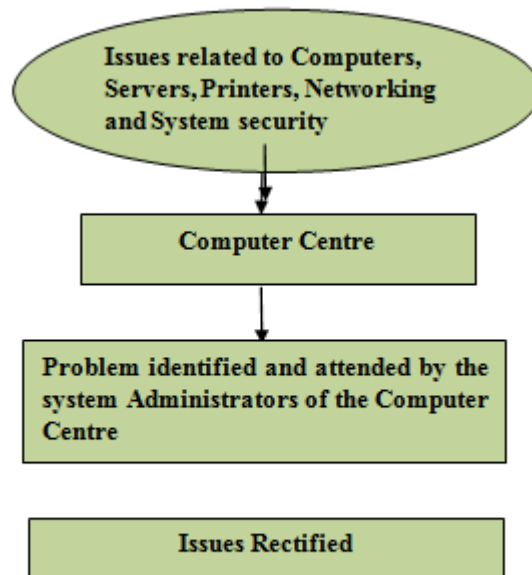 Issues related to Computers,
Servers, Printers, Networking
and System security
Computer Centre
Problem identified and attended by the
system Administrators of the Computer
Centre
Issues Rectified